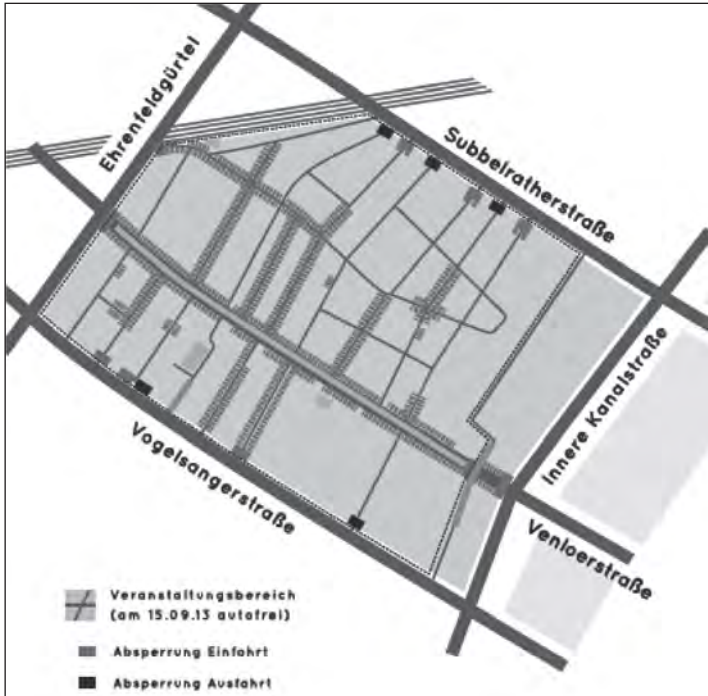 Ehrenfeldgürtel
Subbelratherstraße
Innere Kanalstraße
Vogelsangerstraße
Venloerstraße
Veranstaltungsbereich
(am 15.09.13 autofrei)
Absperrung Einfahrt
Absperrung Ausfahrt